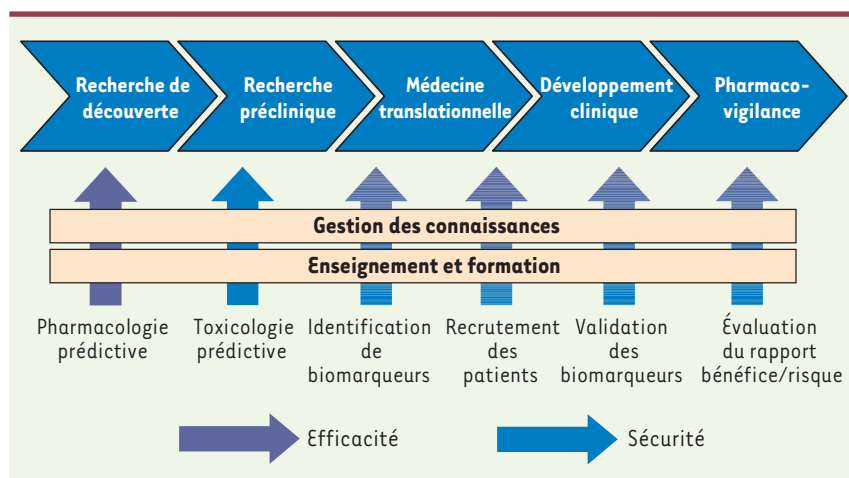 Recherche de
découverte
Recherche
préclinique
Médecine
translationnelle
Développement
clinique
Pharmaco-
vigilance
Gestion des connaissances
Enseignement et formation
Pharmacologie
prédictive
Toxicologie
prédictive
Identification
de
biomarqueurs
Recrutement
des
patients
Validation
des
biomarqueurs
Évaluation
du rapport
bénéfice/risque
Efficacité
Sécurité